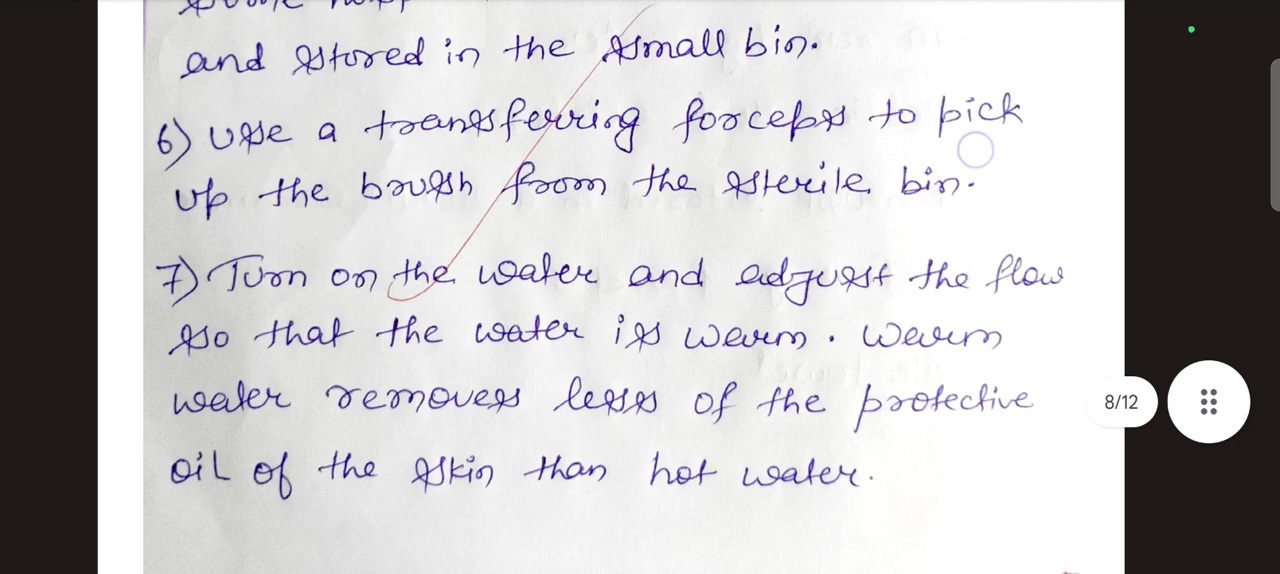 and stored in the small bin.
6) Use a transferring forceps to pick
up the brush from the sterile bin.
7) Turn on the water and adjust the flow
so that the water is warm. Warm
water removes less of the protective
oil of the skin than hot water.
8/12